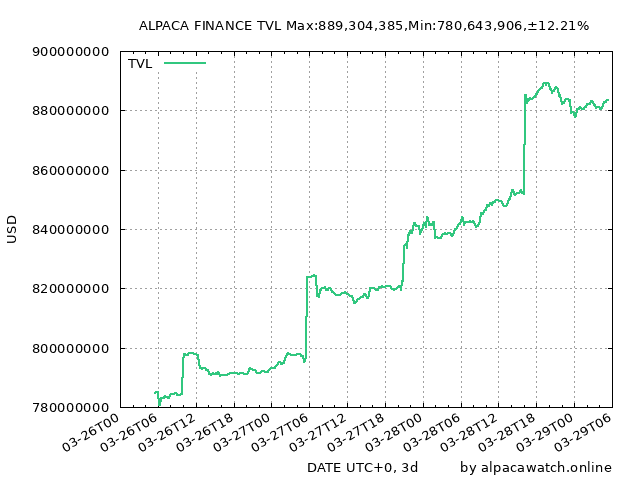 ALPACA FINANCE TVL Max:889,304,385,Min:780,643,906,±12.21%
900000000
TVL
880000000
860000000
840000000
USD
820000000
800000000
780000000
03-26T00
03-26T06
03-26T12
03-26T18
03-27T00
03-27T06
03-27T12
03-27T18
03-28T00
03-28T06
03-28T12
03-28T18
03-29T00
03-29T06
DATE UTC+0, 3d
by alpacawatch.online